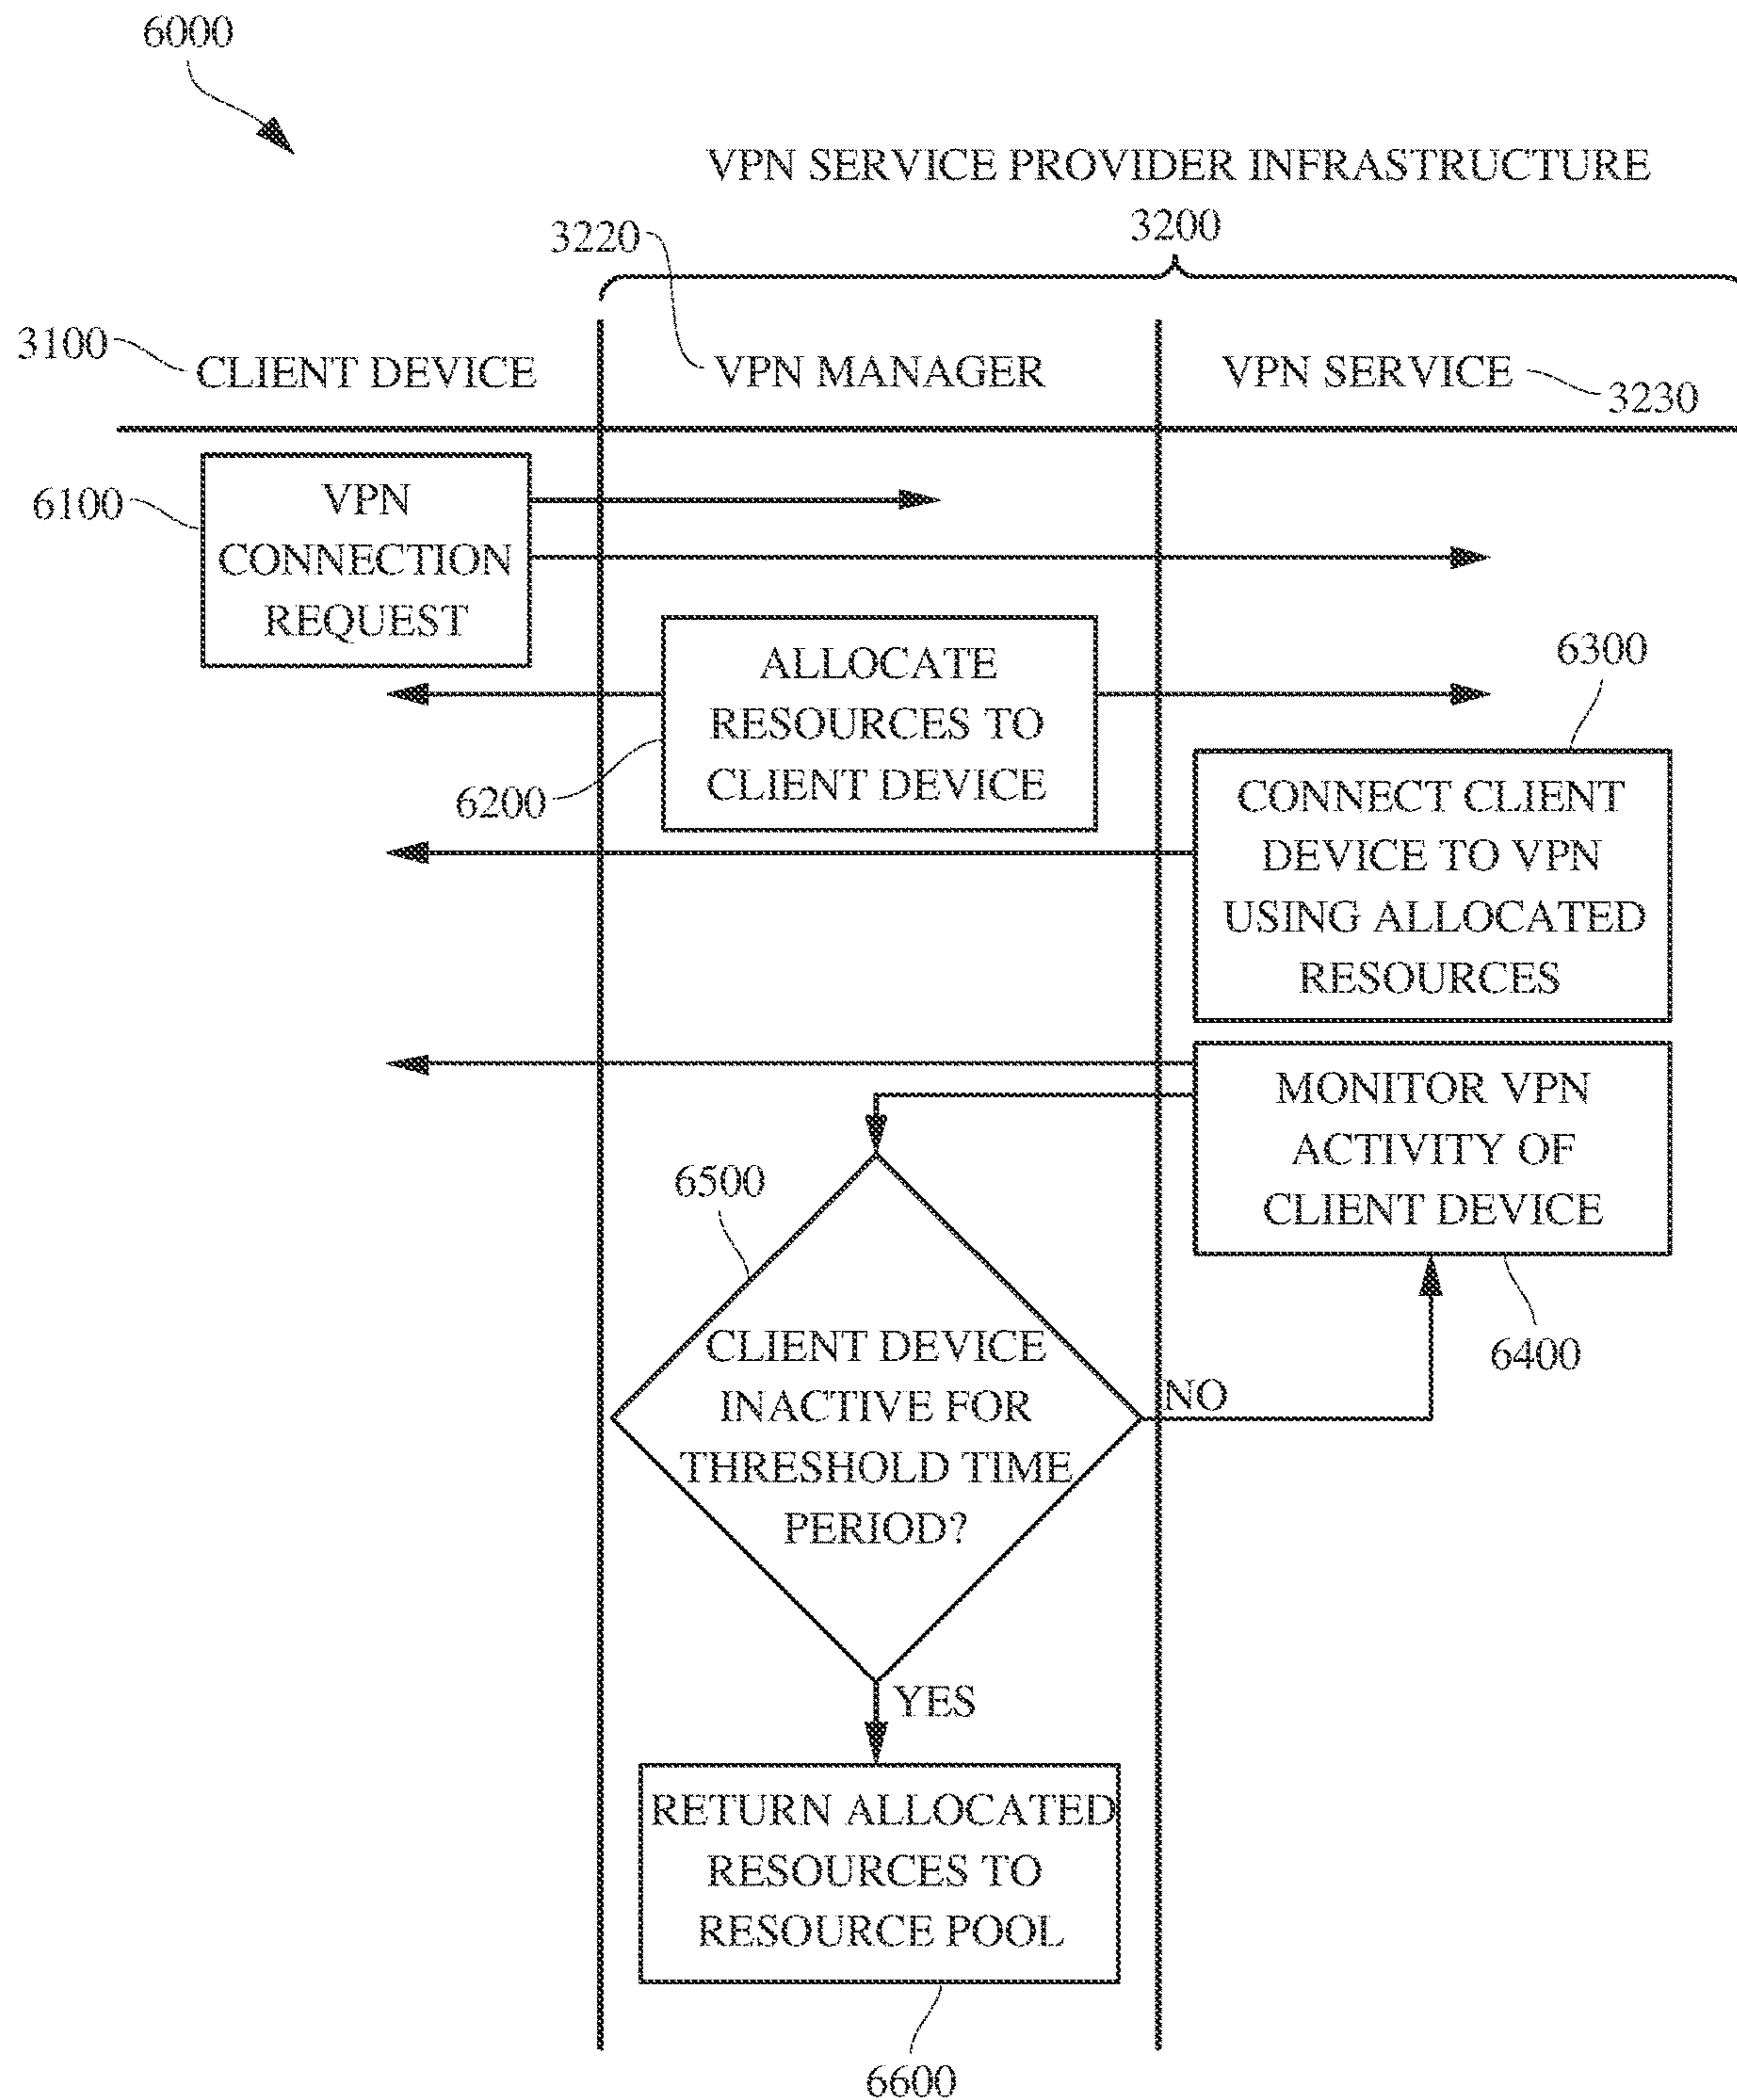 6000
VPN SERVICE PROVIDER INFRASTRUCTURE
3200
3220
3100
CLIENT DEVICE
VPN MANAGER
VPN SERVICE
3230
6100
VPN
CONNECTION
REQUEST
6200
ALLOCATE
RESOURCES TO
CLIENT DEVICE
6300
CONNECT CLIENT
DEVICE TO VPN
USING ALLOCATED
RESOURCES
MONITOR VPN
ACTIVITY OF
CLIENT DEVICE
6400
6500
CLIENT DEVICE
INACTIVE FOR
THRESHOLD TIME
PERIOD?
NO
YES
RETURN ALLOCATED
RESOURCES TO
RESOURCE POOL
6600